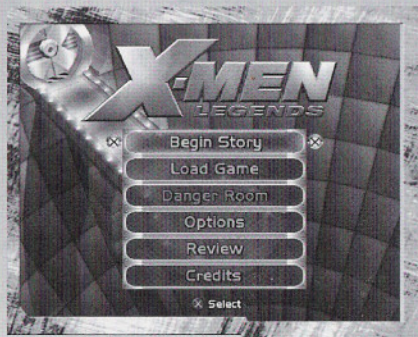 X-MEN
LEGENDS
Begin Story
Load Game
Danger Room
Options
Review
Credits
Select